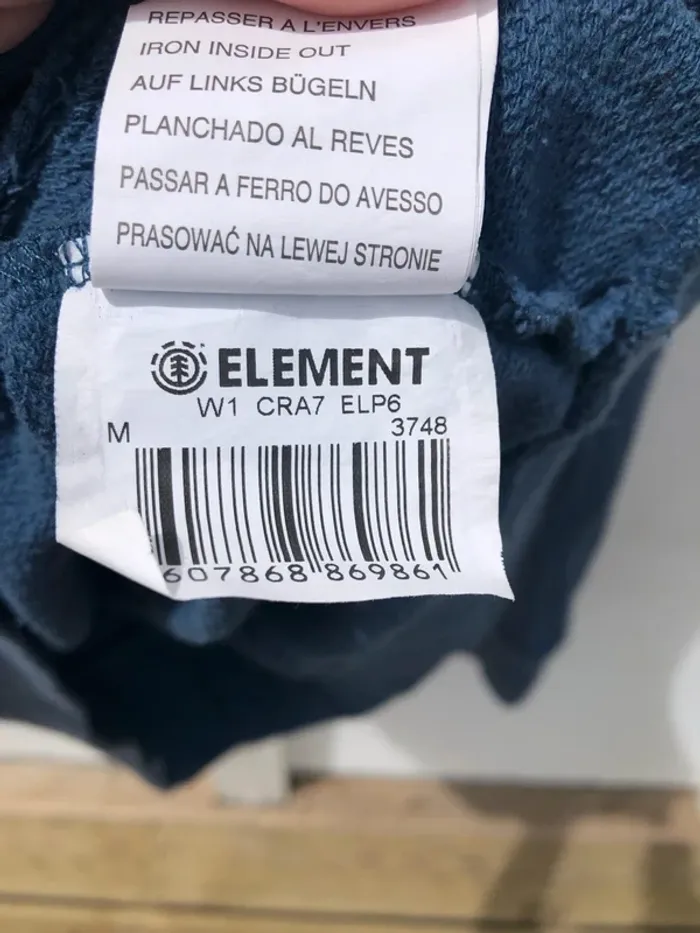 REPASSER A L'ENVERS
IRON INSIDE OUT
AUF LINKS BÜGELN
PLANCHADO AL REVES
PASSAR A FERRO DO AVESSO
PRASOWAĆ NA LEWEJ STRONIE
ELEMENT
W1 CRA7 ELP6
M 3748
607868 869861